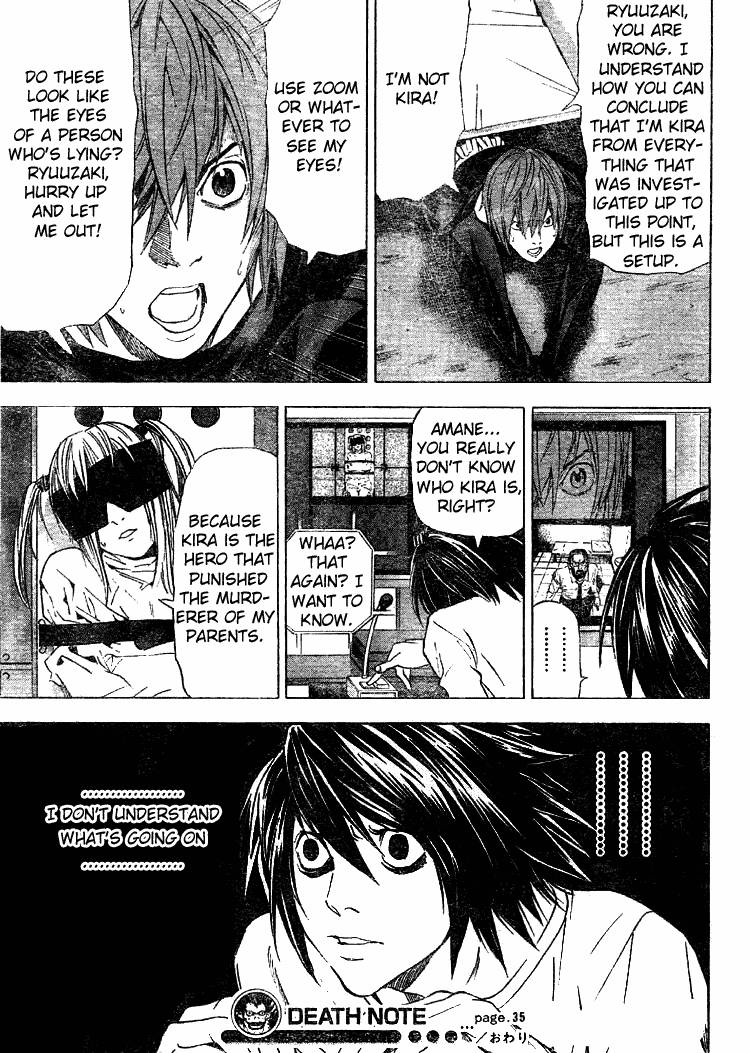 RYUUZAKI,
YOU ARE
WRONG. I
UNDERSTAND
HOW YOU CAN
CONCLUDE
THAT I'M KIRA
FROM EVERY-
THING THAT
WAS INVEST-
IGATED UP TO
THIS POINT,
BUT THIS IS A
SETUP.
I'M NOT
KIRA!
USE ZOOM
OR WHAT-
EVER TO
SEE MY
EYES!
DO THESE
LOOK LIKE
THE EYES
OF A PERSON
WHO'S LYING?
RYUUZAKI,
HURRY UP
AND LET
ME OUT!
AMANE...
YOU REALLY
DON'T KNOW
WHO KIRA IS,
RIGHT?
WHAA?
THAT
AGAIN? I
WANT TO
KNOW.
BECAUSE
KIRA IS THE
HERO THAT
PUNISHED
THE MURD-
ERER OF MY
PARENTS.
I DON'T UNDERSTAND
WHAT'S GOING ON
DEATH NOTE page.35
...／おわり